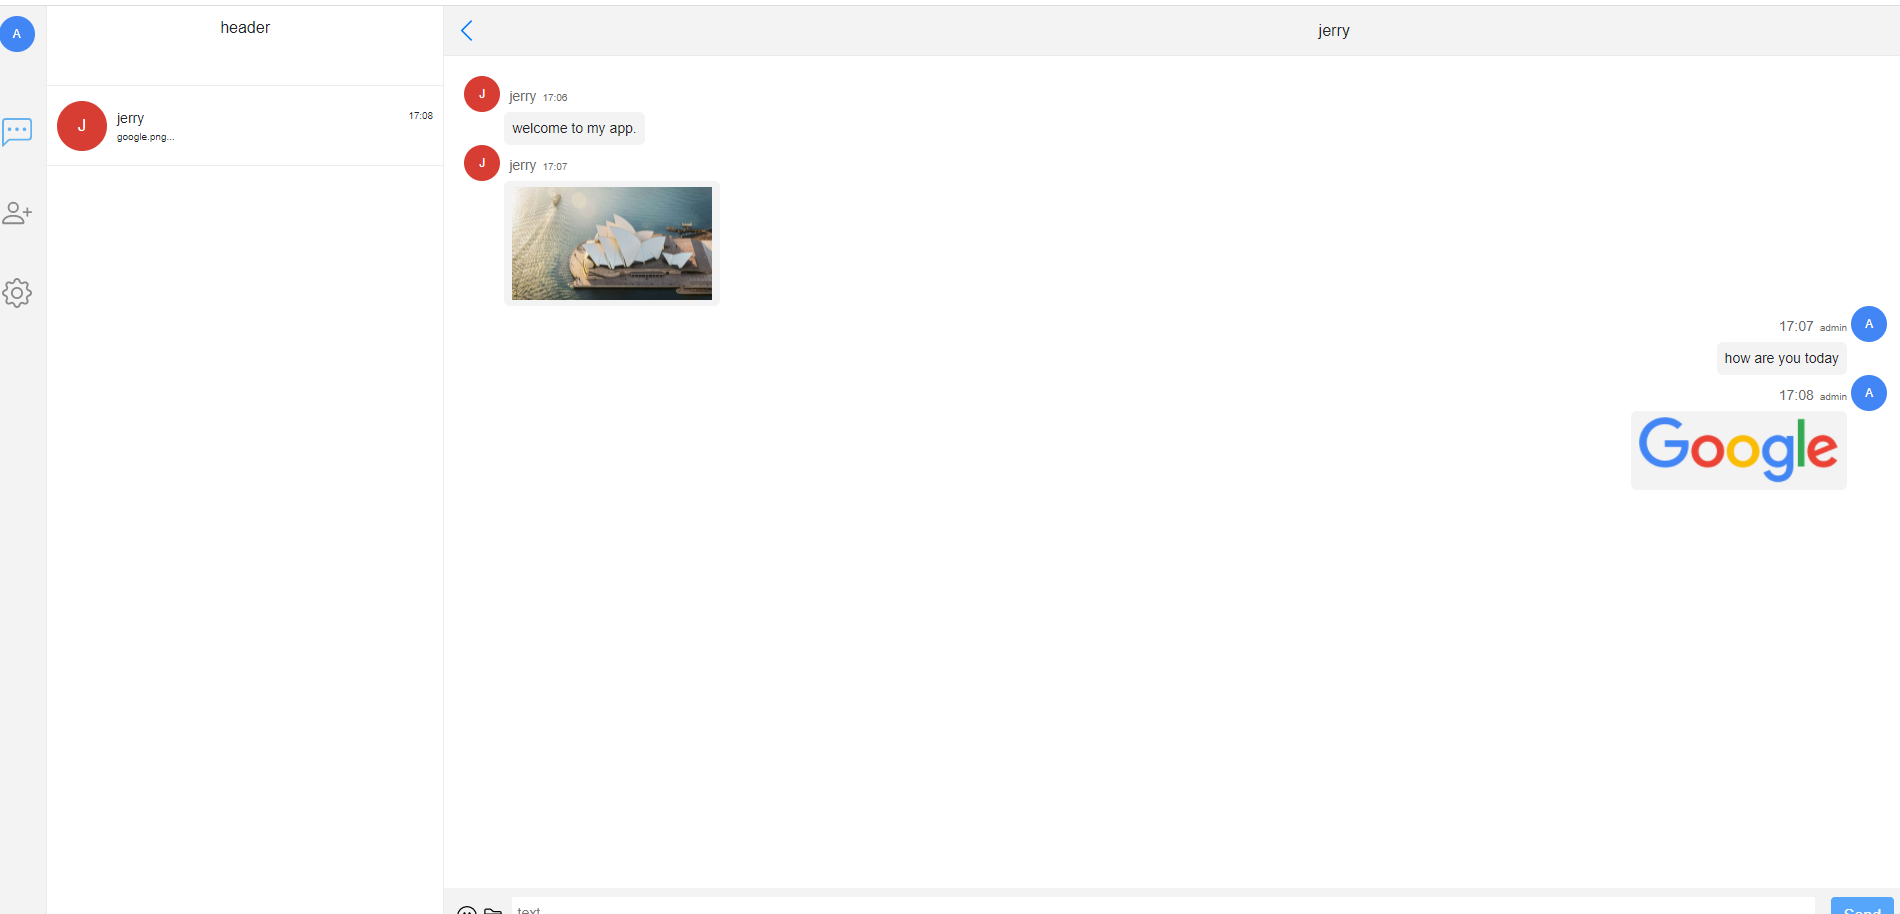 A
header
J
jerry
17:08
google.png...
jerry
J
jerry 17:06
welcome to my app.
J
jerry 17:07
17:07 admin
A
how are you today
17:08 admin
A
Google
text
Send